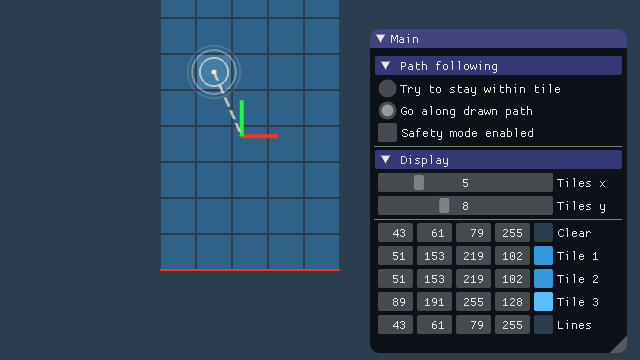 Main
Path following
Try to stay within tile
Go along drawn path
Safety mode enabled
Display
5 Tiles x
8 Tiles y
43 61 79 255 Clear
51 153 219 102 Tile 1
51 153 219 102 Tile 2
89 191 255 128 Tile 3
43 61 79 255 Lines